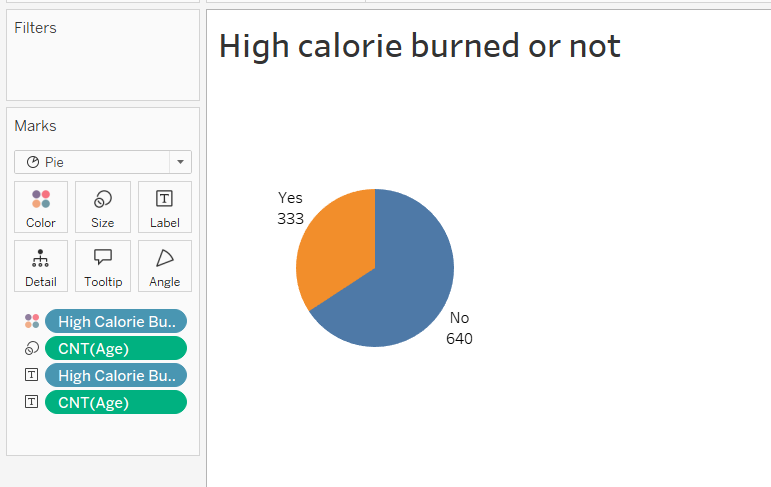 Filters
Marks
Pie
Color
Size
T
Label
Detail
Tooltip
Angle
High Calorie Bu..
CNT(Age)
T
High Calorie Bu..
T
CNT(Age)
High calorie burned or not
Yes
333
No
640